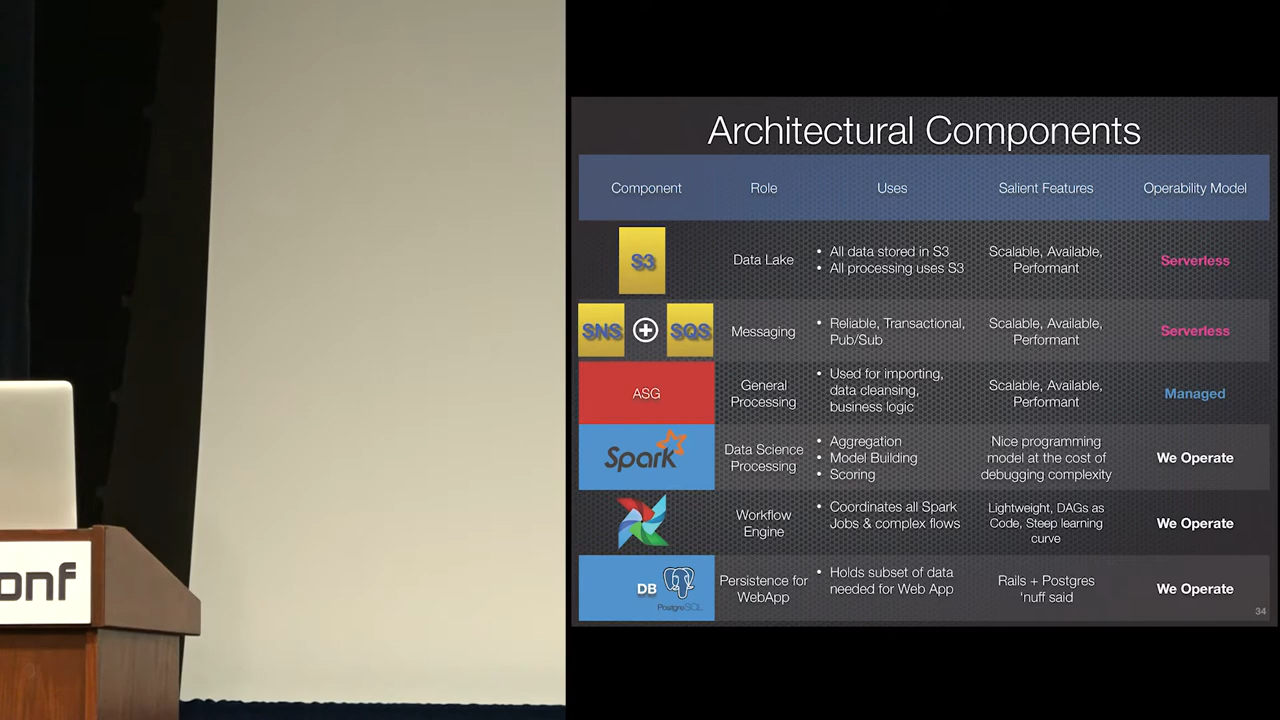 Architectural Components
Component
Role
Uses
Salient Features
Operability Model
S3
Data Lake
• All data stored in S3
• All processing uses S3
Scalable, Available,
Performant
Serverless
SNS
SQS
Messaging
• Reliable, Transactional,
Pub/Sub
Scalable, Available,
Performant
Serverless
ASG
General
Processing
• Used for importing,
data cleansing,
business logic
Scalable, Available,
Performant
Managed
Spark
Data Science
Processing
• Aggregation
• Model Building
• Scoring
Nice programming
model at the cost of
debugging complexity
We Operate
Workflow
Engine
• Coordinates all Spark
Jobs & complex flows
Lightweight, DAGs as
Code, Steep learning
curve
We Operate
DB
PostgreSQL
Persistence for
WebApp
• Holds subset of data
needed for Web App
Rails + Postgres
'nuff said
We Operate
34
onf